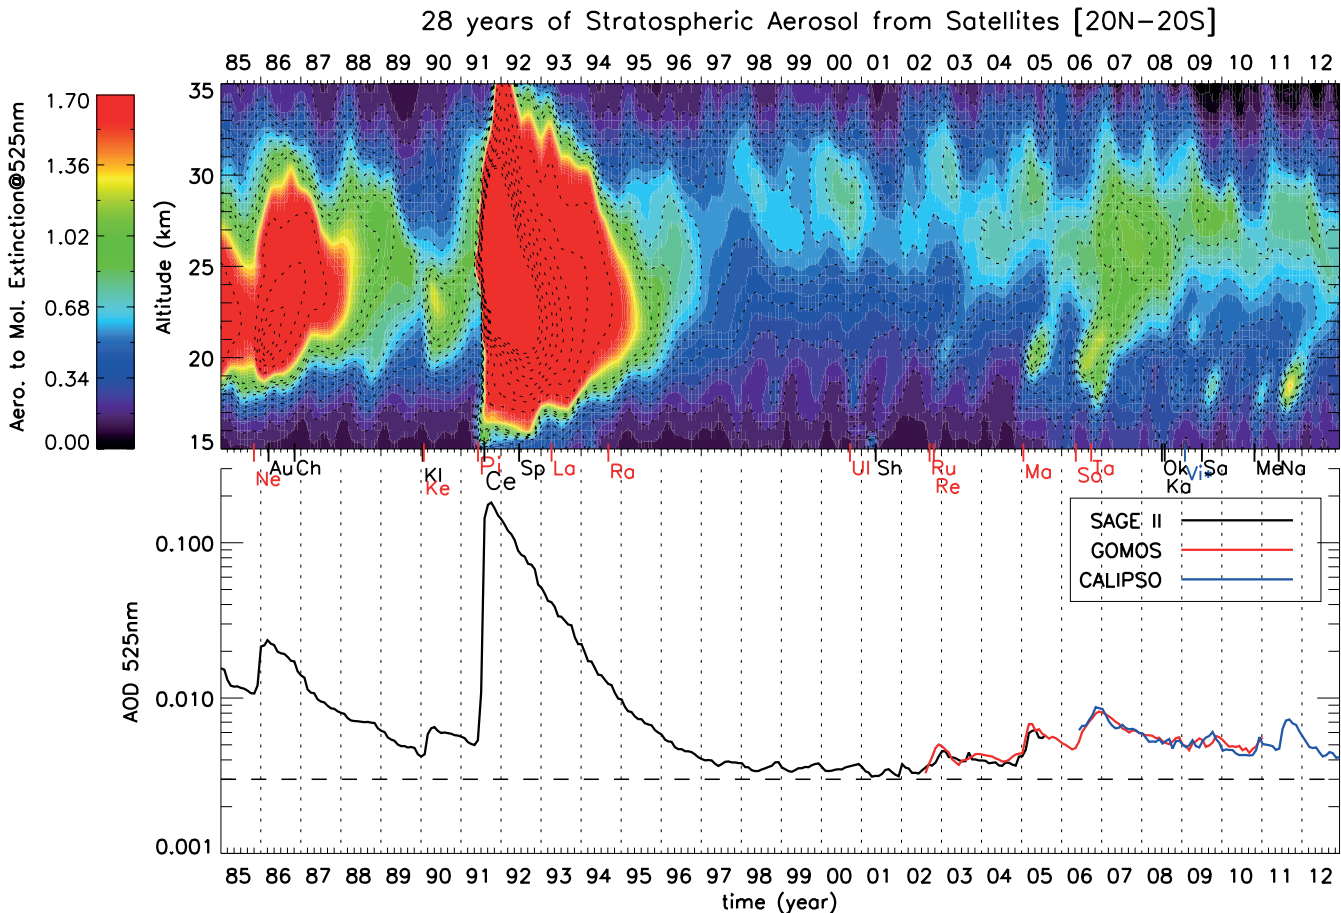 28 years of Stratospheric Aerosol from Satellites [20N-20S]
85 86 87 88 89 90 91 92 93 94 95 96 97 98 99 00 01 02 03 04 05 06 07 08 09 10 11 12
Aero. to Mol. Extinction@525nm
1.70
1.36
1.02
0.68
0.34
0.00
Altitude (km)
35
30
25
20
15
Ne Au Ch Kl Ke Pi Ce Sp La Ra Ul Sh Ru Re Ma So Ta Ok Ka Vi* Sa Me Na
AOD 525nm
0.100
0.010
0.001
SAGE II
GOMOS
CALIPSO
85 86 87 88 89 90 91 92 93 94 95 96 97 98 99 00 01 02 03 04 05 06 07 08 09 10 11 12
time (year)